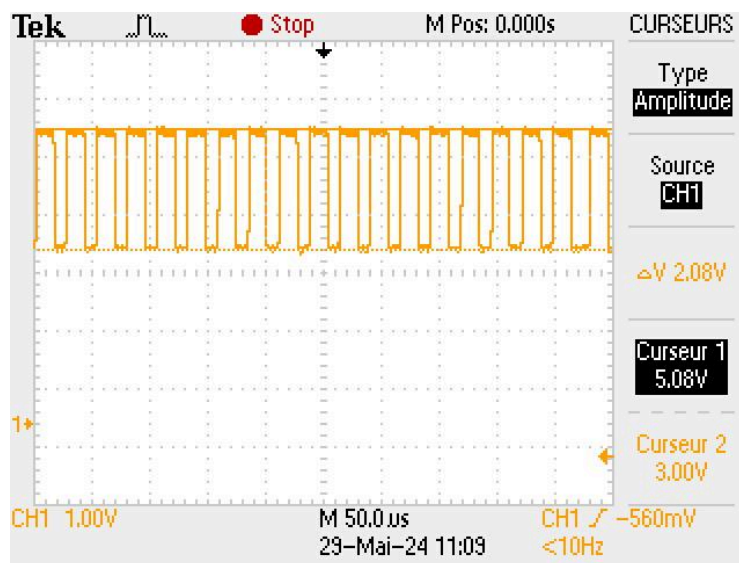 Tek Stop M Pos: 0.000s CURSEURS
Type
Amplitude
Source
CH1
△V 2.08V
Curseur 1
5.08V
1
Curseur 2
3.00V
CH1 1.00V M 50.0us CH1 -560mV
29-Mai-24 11:09 <10Hz